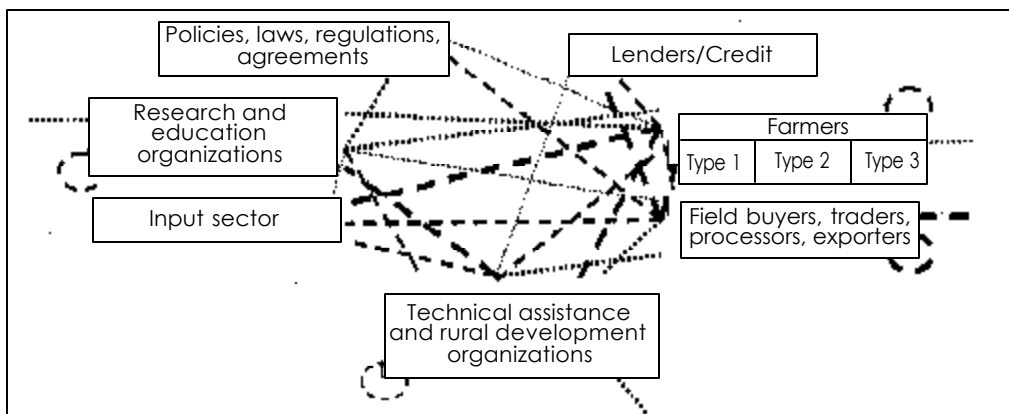 Policies, laws, regulations,
agreements
Lenders/Credit
Research and
education
organizations
Farmers
Type 1
Type 2
Type 3
Input sector
Field buyers, traders,
processors, exporters
Technical assistance
and rural development
organizations